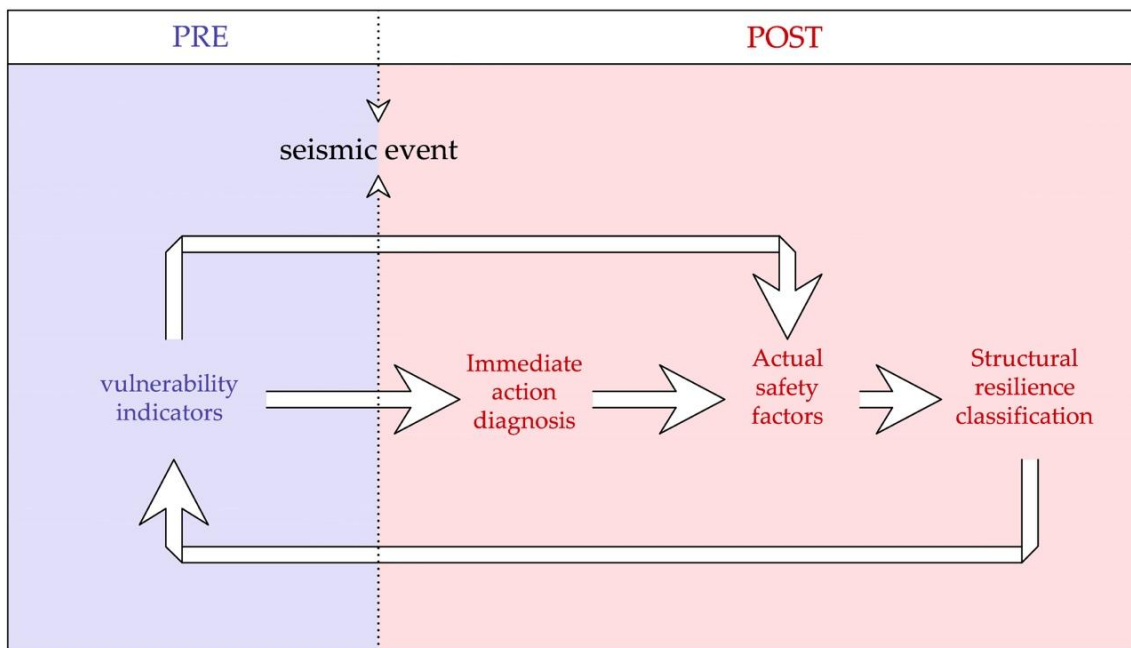 PRE
POST
seismic event
vulnerability
indicators
Immediate
action
diagnosis
Actual
safety
factors
Structural
resilience
classification